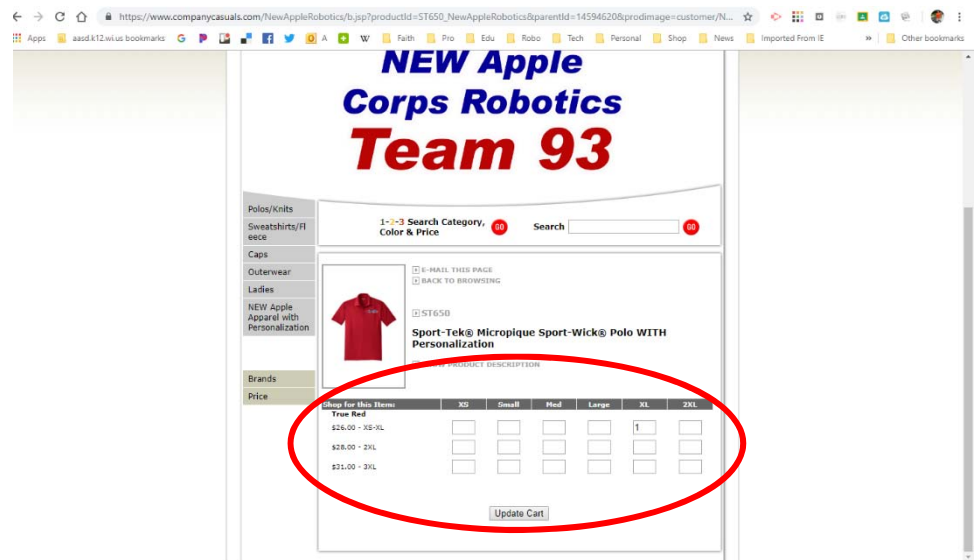 https://www.companycasuals.com/NewAppleRobotics/b.jsp?productId=ST650_NewAppleRobotics&parentId=14594620&prodimage=customer/N...
Apps aasd.k12.wi.us bookmarks A W Faith Pro Edu Robo Tech Personal Shop News Imported From IE » Other bookmarks
NEW Apple
Corps Robotics
Team 93
Polos/Knits
Sweatshirts/Fl
eece
Caps
Outerwear
Ladies
NEW Apple
Apparel with
Personalization
Brands
Price
1-2-3 Search Category,
Color & Price GO Search GO
E-MAIL THIS PAGE
BACK TO BROWSING
ST650
Sport-Tek® Micropique Sport-Wick® Polo WITH
Personalization
PRODUCT DESCRIPTION
Shop for this Item: XS Small Med Large XL 2XL
True Red
$26.00 - XS-XL 1
$28.00 - 2XL
$31.00 - 3XL
Update Cart